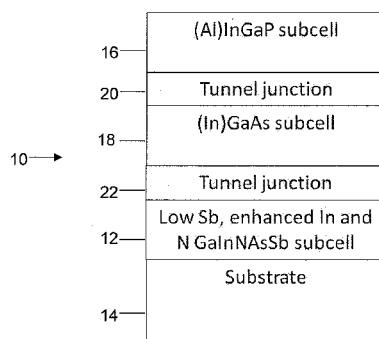 (Al)InGaP subcell
16
20
Tunnel junction
(In)GaAs subcell
18
10
Tunnel junction
22
Low Sb, enhanced In and
N GaInNAsSb subcell
12
Substrate
14